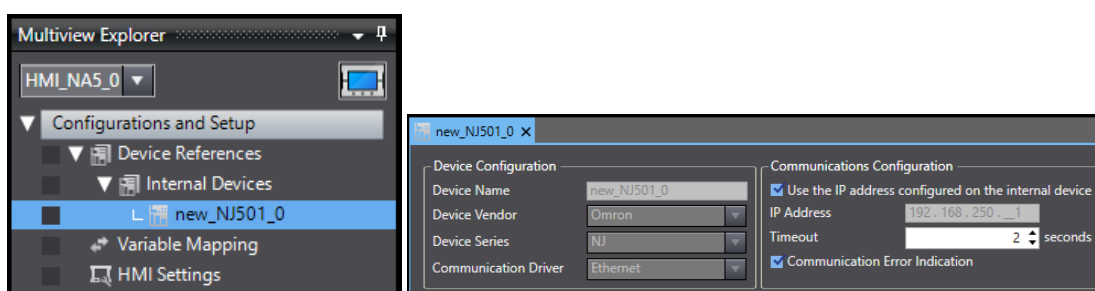 Multiview Explorer
HMI_NA5_0
Configurations and Setup
Device References
Internal Devices
new_NJ501_0
Variable Mapping
HMI Settings
new_NJ501_0
Device Configuration
Device Name new_NJ501_0
Device Vendor Omron
Device Series NJ
Communication Driver Ethernet
Communications Configuration
Use the IP address configured on the internal device
IP Address 192 . 168 . 250 . __1
Timeout 2 seconds
Communication Error Indication